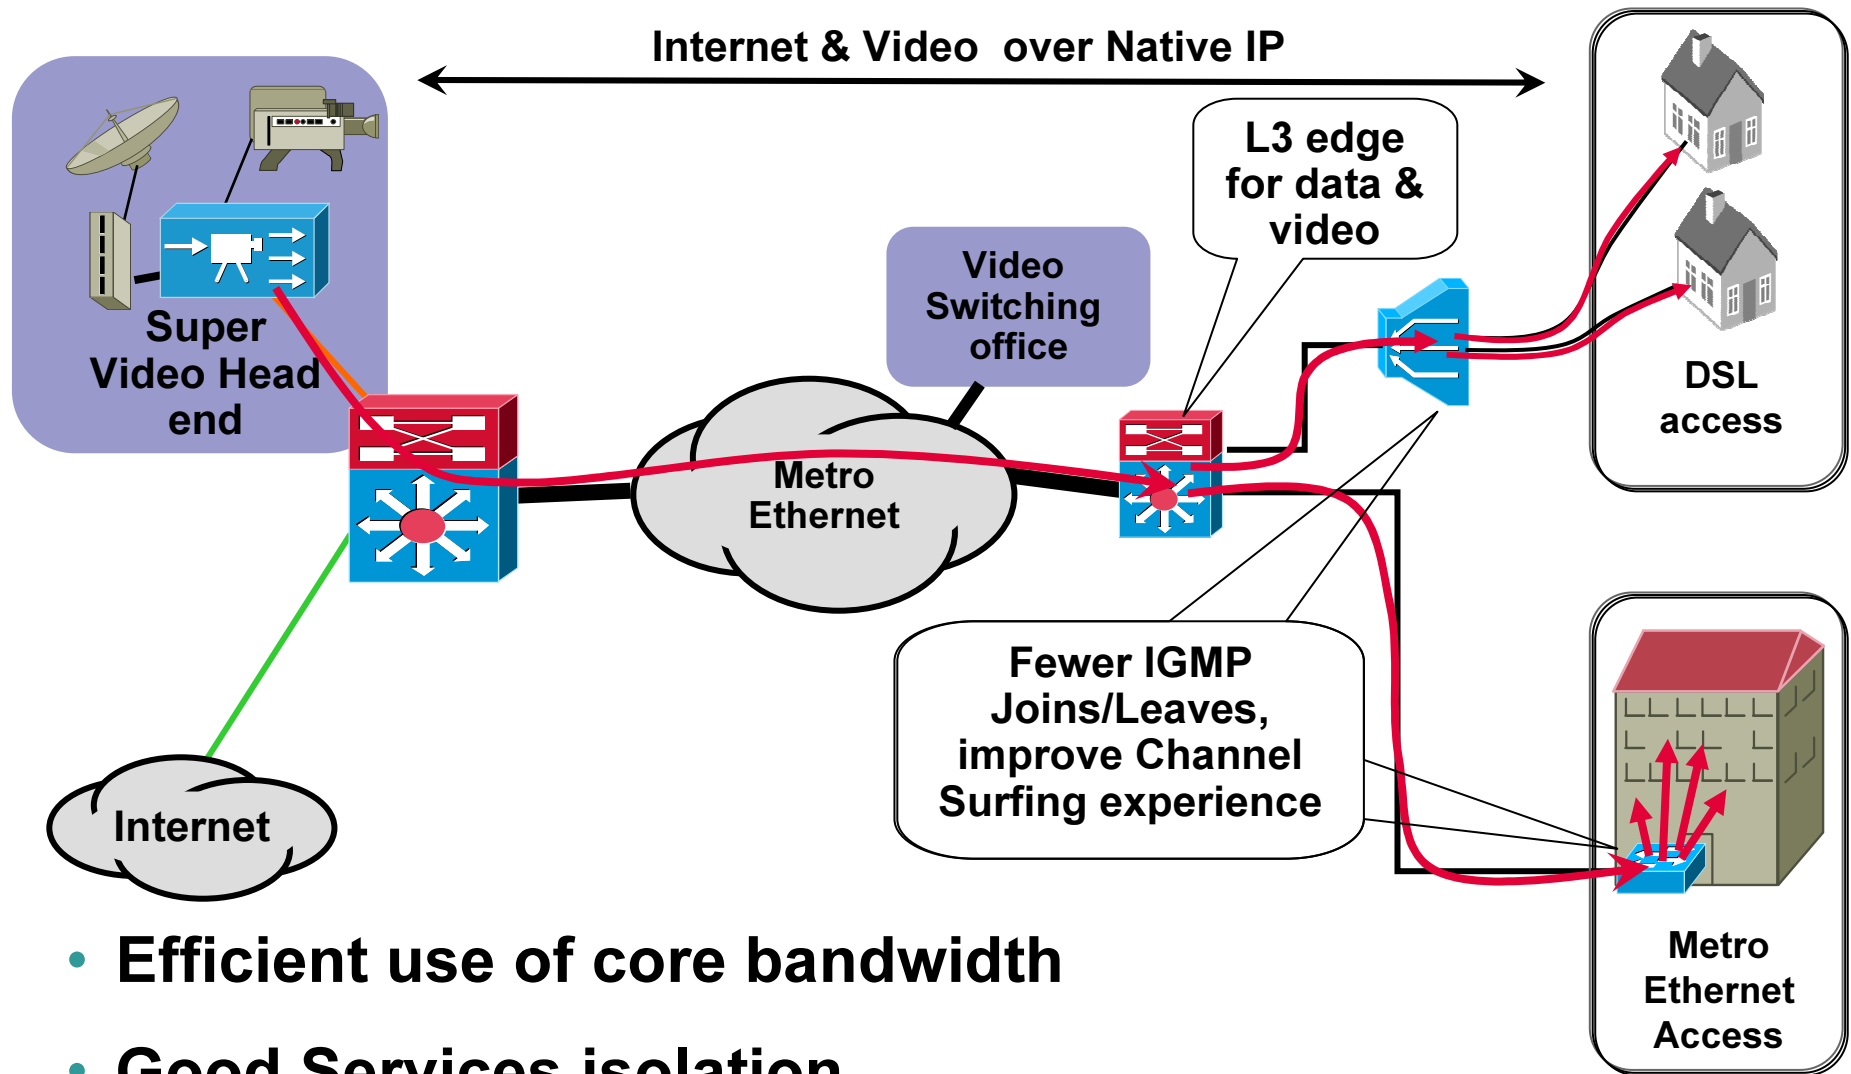 Internet & Video over Native IP
L3 edge
for data &
video
Video
Switching
office
Super
Video Head
end
DSL
access
Metro
Ethernet
Fewer IGMP
Joins/Leaves,
improve Channel
Surfing experience
Internet
Metro
Ethernet
Access
• Efficient use of core bandwidth
• Good Services isolation